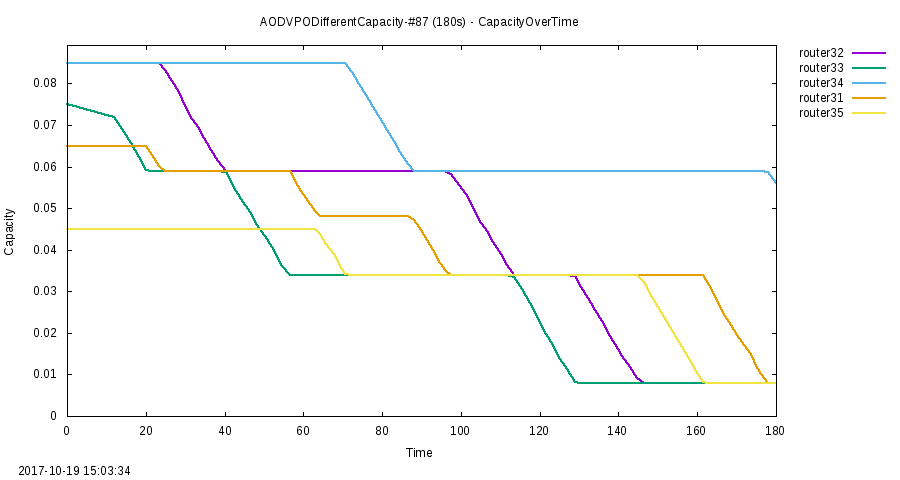 AODVPODifferentCapacity-#87 (180s) - CapacityOverTime
router32
router33
router34
router31
router35
0.08
0.07
0.06
0.05
0.04
0.03
0.02
0.01
0
Capacity
0 20 40 60 80 100 120 140 160 180
Time
2017-10-19 15:03:34